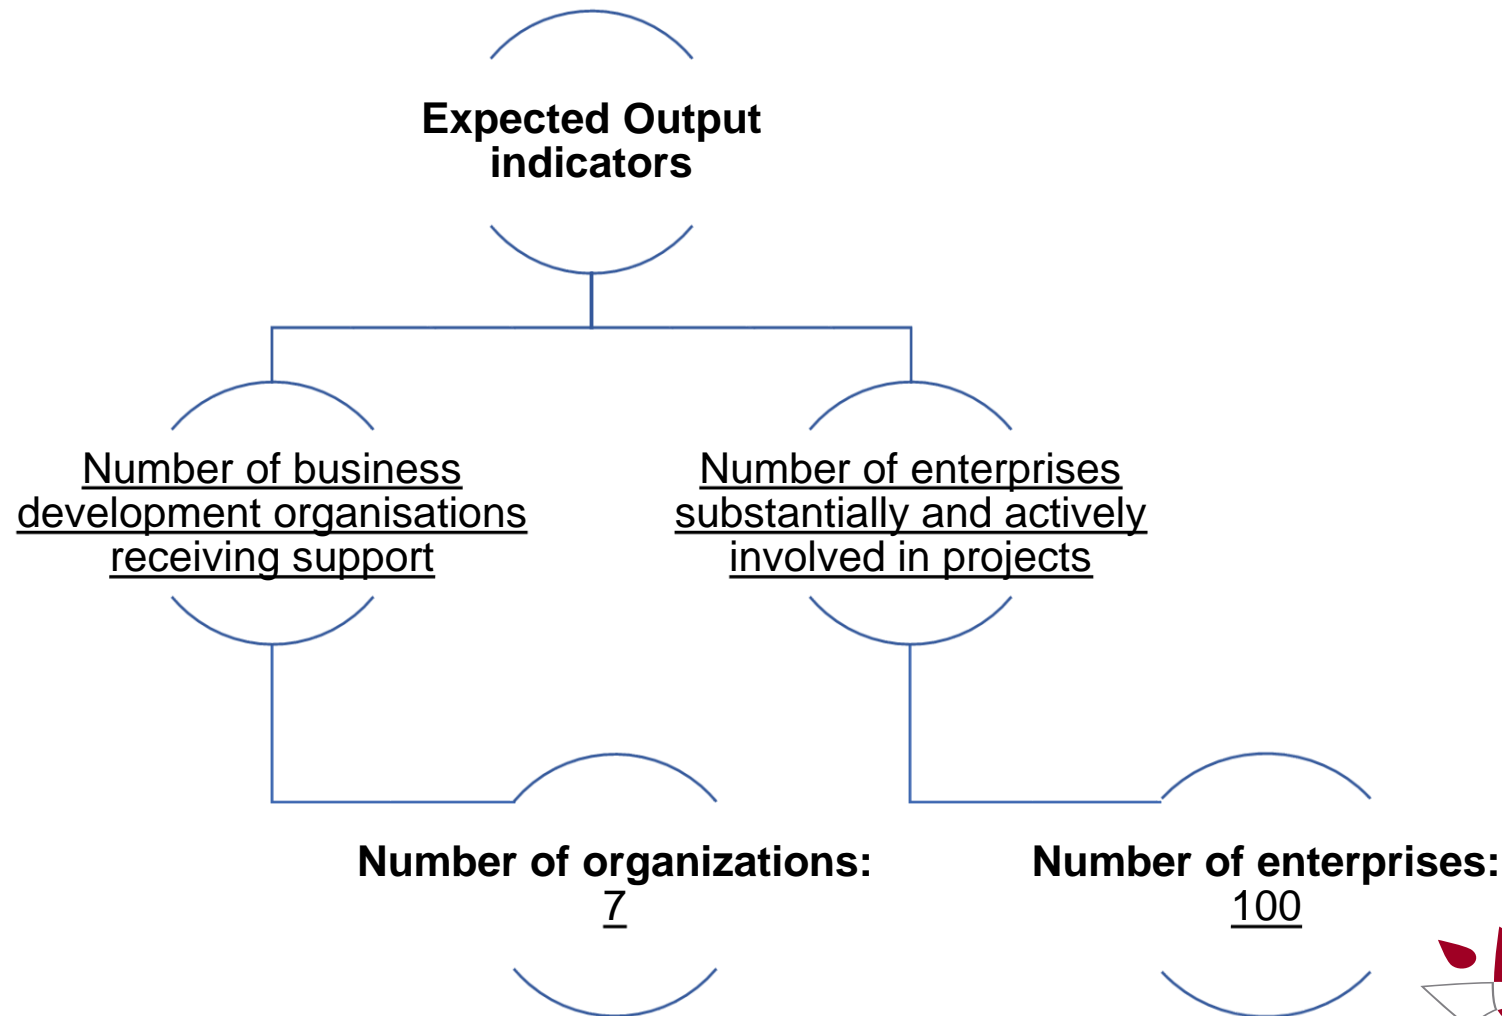 Expected Output
indicators
Number of business
development organisations
receiving support
Number of enterprises
substantially and actively
involved in projects
Number of organizations:
7
Number of enterprises:
100